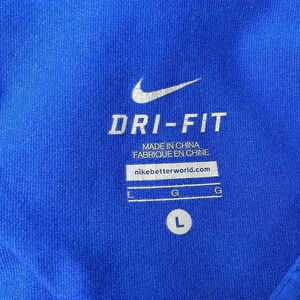 DRI-FIT
MADE IN CHINA
FABRIQUE EN CHINE
nikebetterworld.com
L G G
L